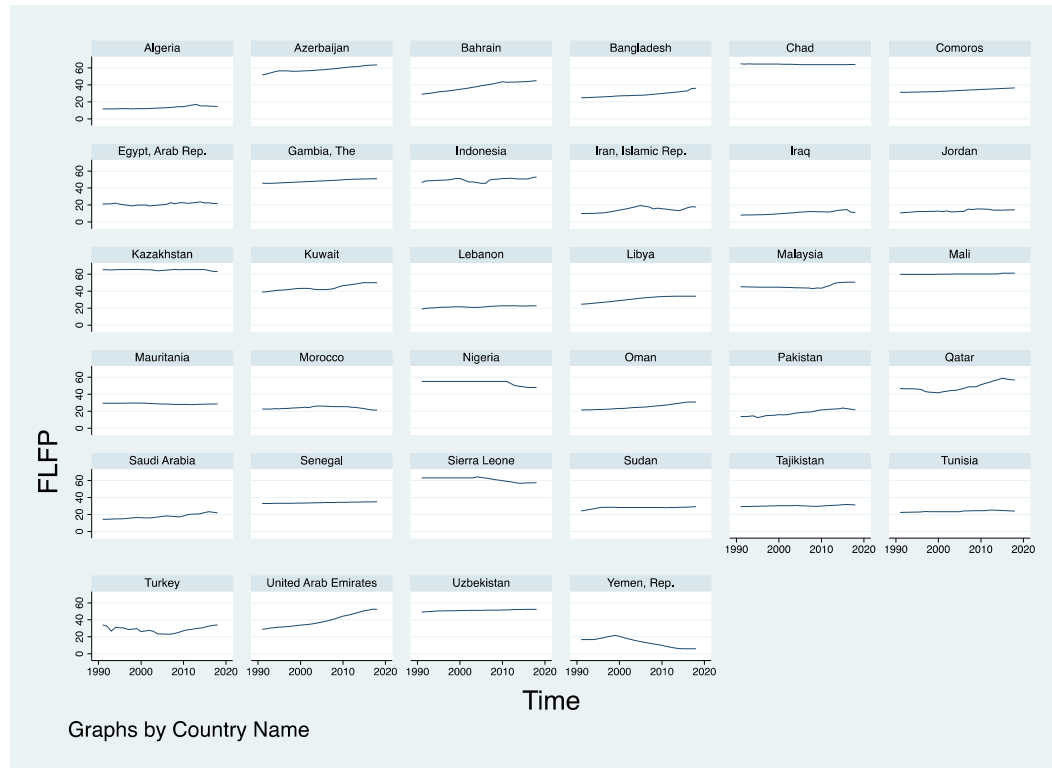 Algeria
Azerbaijan
Bahrain
Bangladesh
Chad
Comoros
60
40
20
0
Egypt, Arab Rep.
Gambia, The
Indonesia
Iran, Islamic Rep.
Iraq
Jordan
60
40
20
0
Kazakhstan
Kuwait
Lebanon
Libya
Malaysia
Mali
60
40
20
0
Mauritania
Morocco
Nigeria
Oman
Pakistan
Qatar
60
40
20
0
FLFP
Saudi Arabia
Senegal
Sierra Leone
Sudan
Tajikistan
Tunisia
60
40
20
0
1990 2000 2010 2020
1990 2000 2010 2020
Turkey
United Arab Emirates
Uzbekistan
Yemen, Rep.
60
40
20
0
1990 2000 2010 2020
1990 2000 2010 2020
1990 2000 2010 2020
1990 2000 2010 2020
Time
Graphs by Country Name